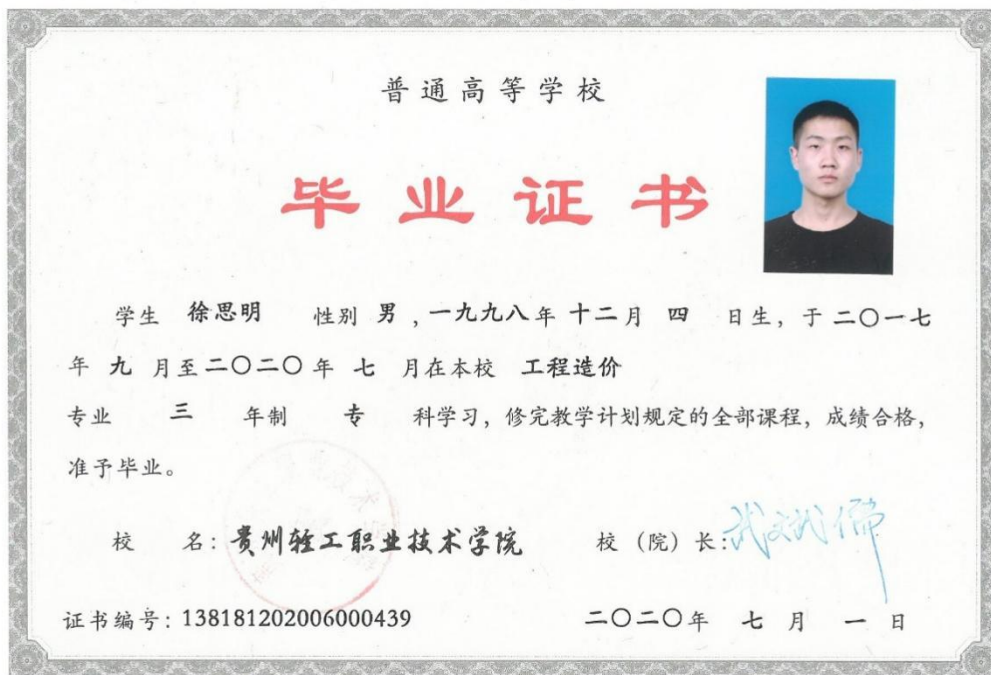 普通高等学校
毕业证书
学生 徐思明 性别 男 ,一九九八年 十二月 四 日生，于二〇一七
年 九 月至二〇二〇年 七 月在本校 工程造价
专业 三 年制 专 科学习，修完教学计划规定的全部课程，成绩合格，
准予毕业。
校 名：贵州轻工职业技术学院 校（院）长：
证书编号：138181202006000439 二〇二〇年 七 月 一 日